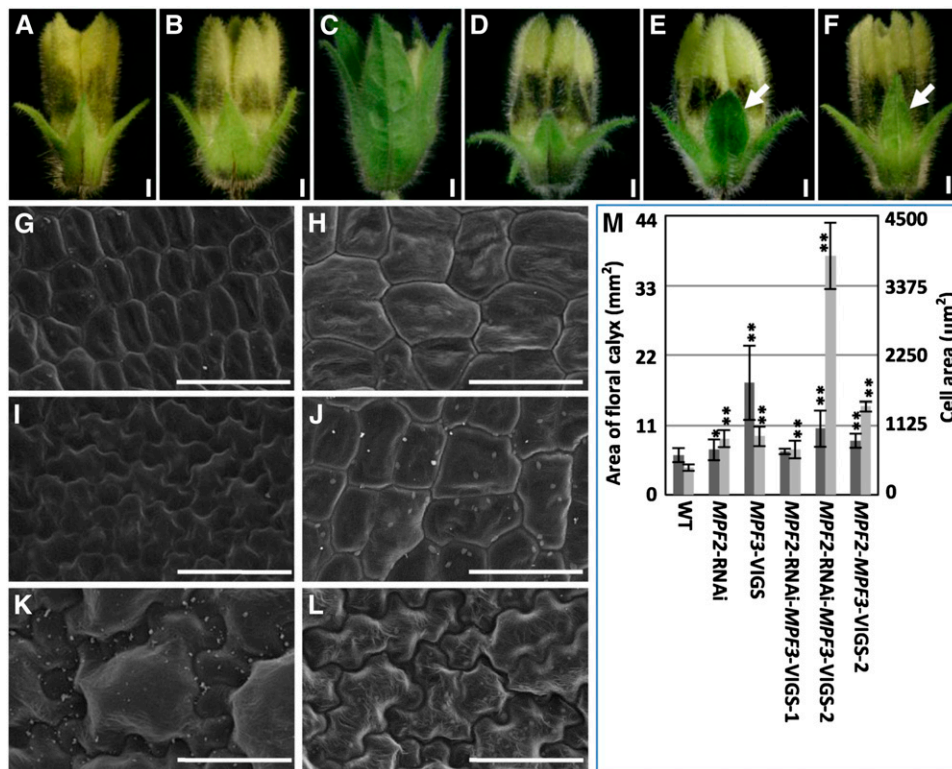 A B C D E F
G H
I J
K L
M
Area of floral calyx (mm²)
44
33
22
11
0
Cell area (µm²)
4500
3375
2250
1125
0
* ** ** ** ** ** ** ** **
WT
MPF2-RNAi
MPF3-VIGS
MPF2-RNAi-MPF3-VIGS-1
MPF2-RNAi-MPF3-VIGS-2
MPF2-MPF3-VIGS-2